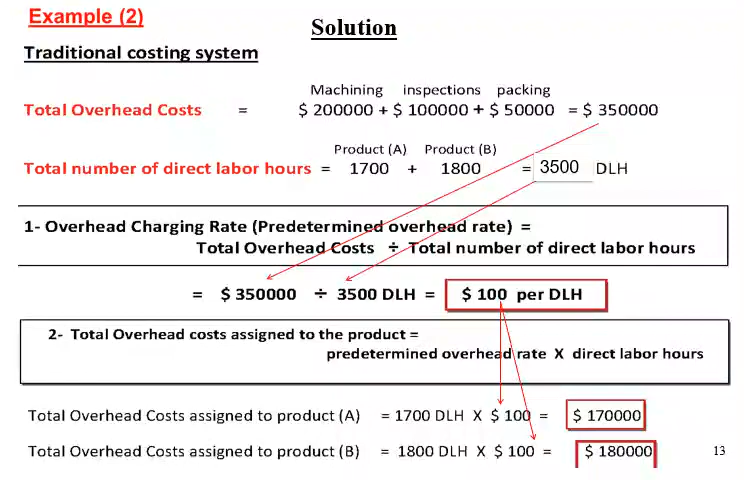 Example (2)
Solution
Traditional costing system
Machining inspections packing
Total Overhead Costs = $ 200000 + $ 100000 + $ 50000 = $ 350000
Product (A) Product (B)
Total number of direct labor hours = 1700 + 1800 = 3500 DLH
1- Overhead Charging Rate (Predetermined overhead rate) =
Total Overhead Costs ÷ Total number of direct labor hours
= $ 350000 ÷ 3500 DLH = $ 100 per DLH
2- Total Overhead costs assigned to the product =
predetermined overhead rate X direct labor hours
Total Overhead Costs assigned to product (A) = 1700 DLH X $ 100 = $ 170000
Total Overhead Costs assigned to product (B) = 1800 DLH X $ 100 = $ 180000
13